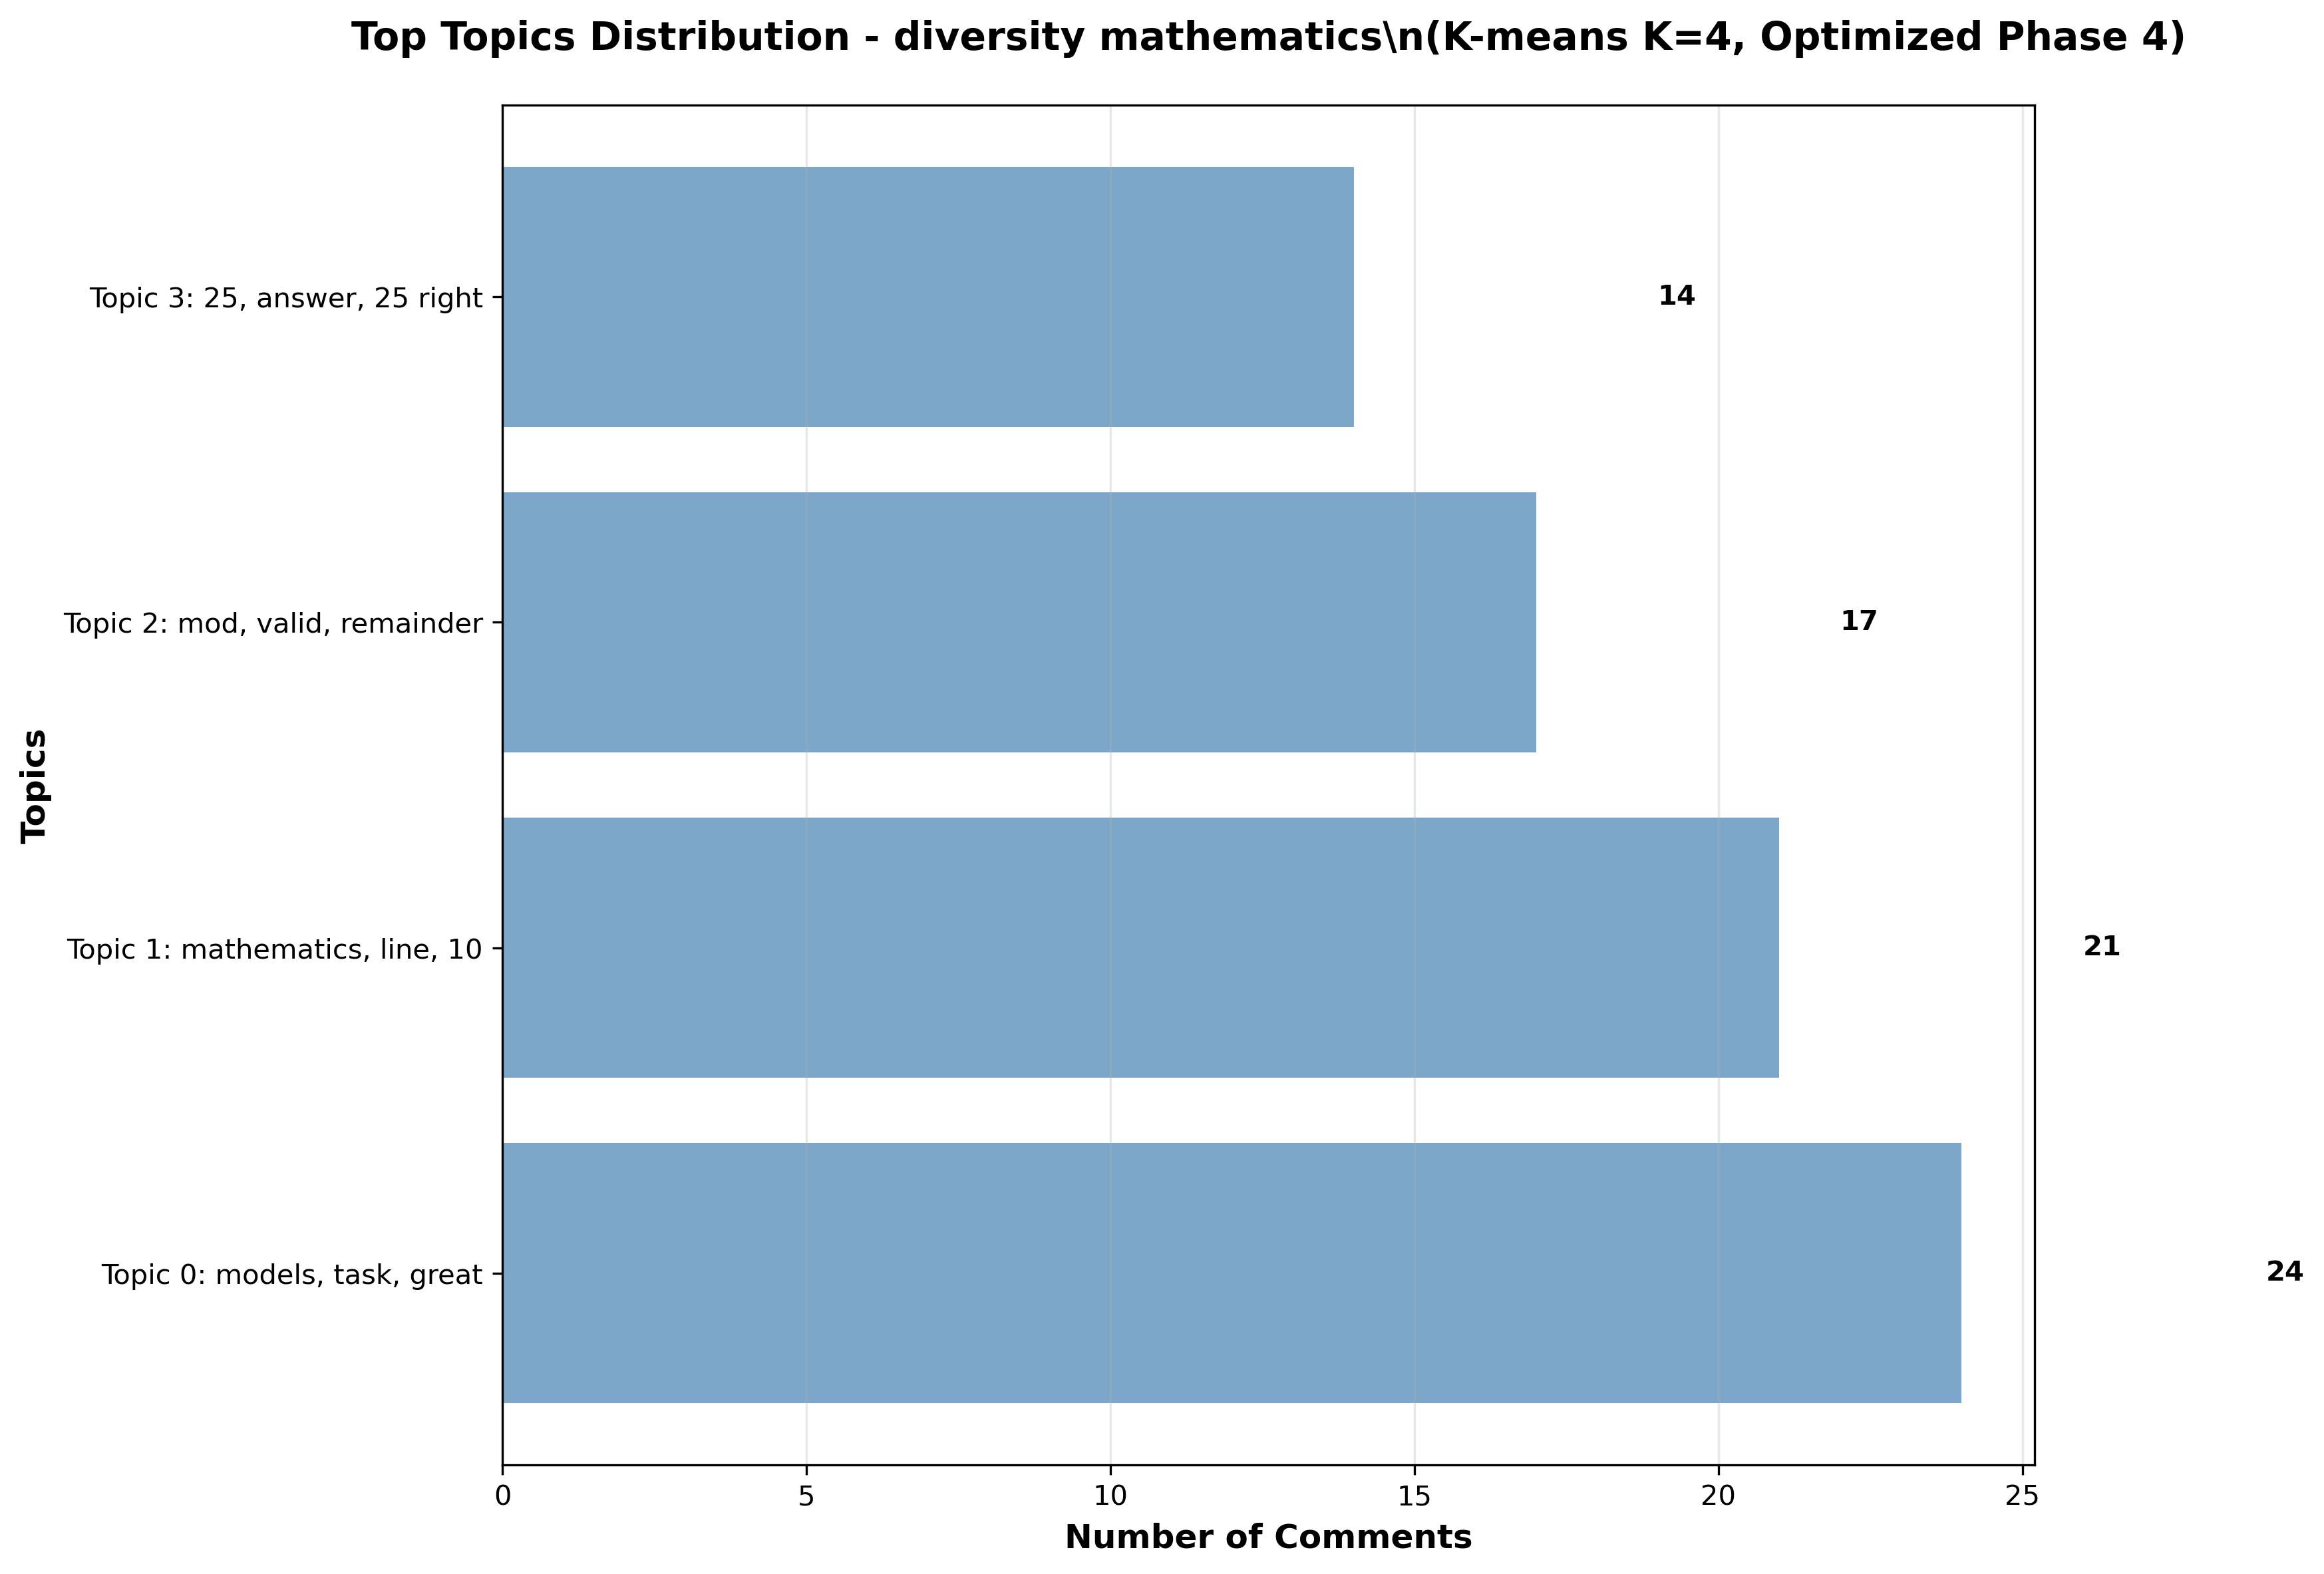 Top Topics Distribution - diversity mathematics\n(K-means K=4, Optimized Phase 4)
Topics
Topic 3: 25, answer, 25 right
14
Topic 2: mod, valid, remainder
17
Topic 1: mathematics, line, 10
21
Topic 0: models, task, great
24
0 5 10 15 20 25
Number of Comments